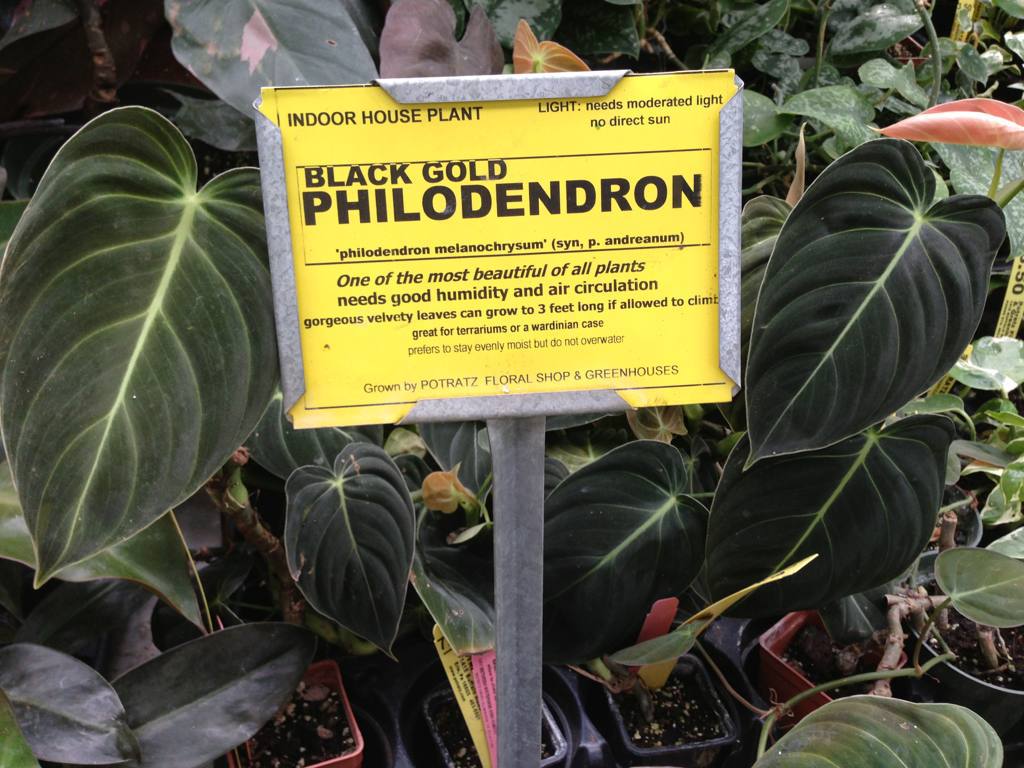 INDOOR HOUSE PLANT
LIGHT: needs moderated light
no direct sun
BLACK GOLD
PHILODENDRON
'philodendron melanochrysum' (syn, p. andreanum)
One of the most beautiful of all plants
needs good humidity and air circulation
gorgeous velvety leaves can grow to 3 feet long if allowed to climb
great for terrariums or a wardinian case
prefers to stay evenly moist but do not overwater
Grown by POTRATZ FLORAL SHOP & GREENHOUSES